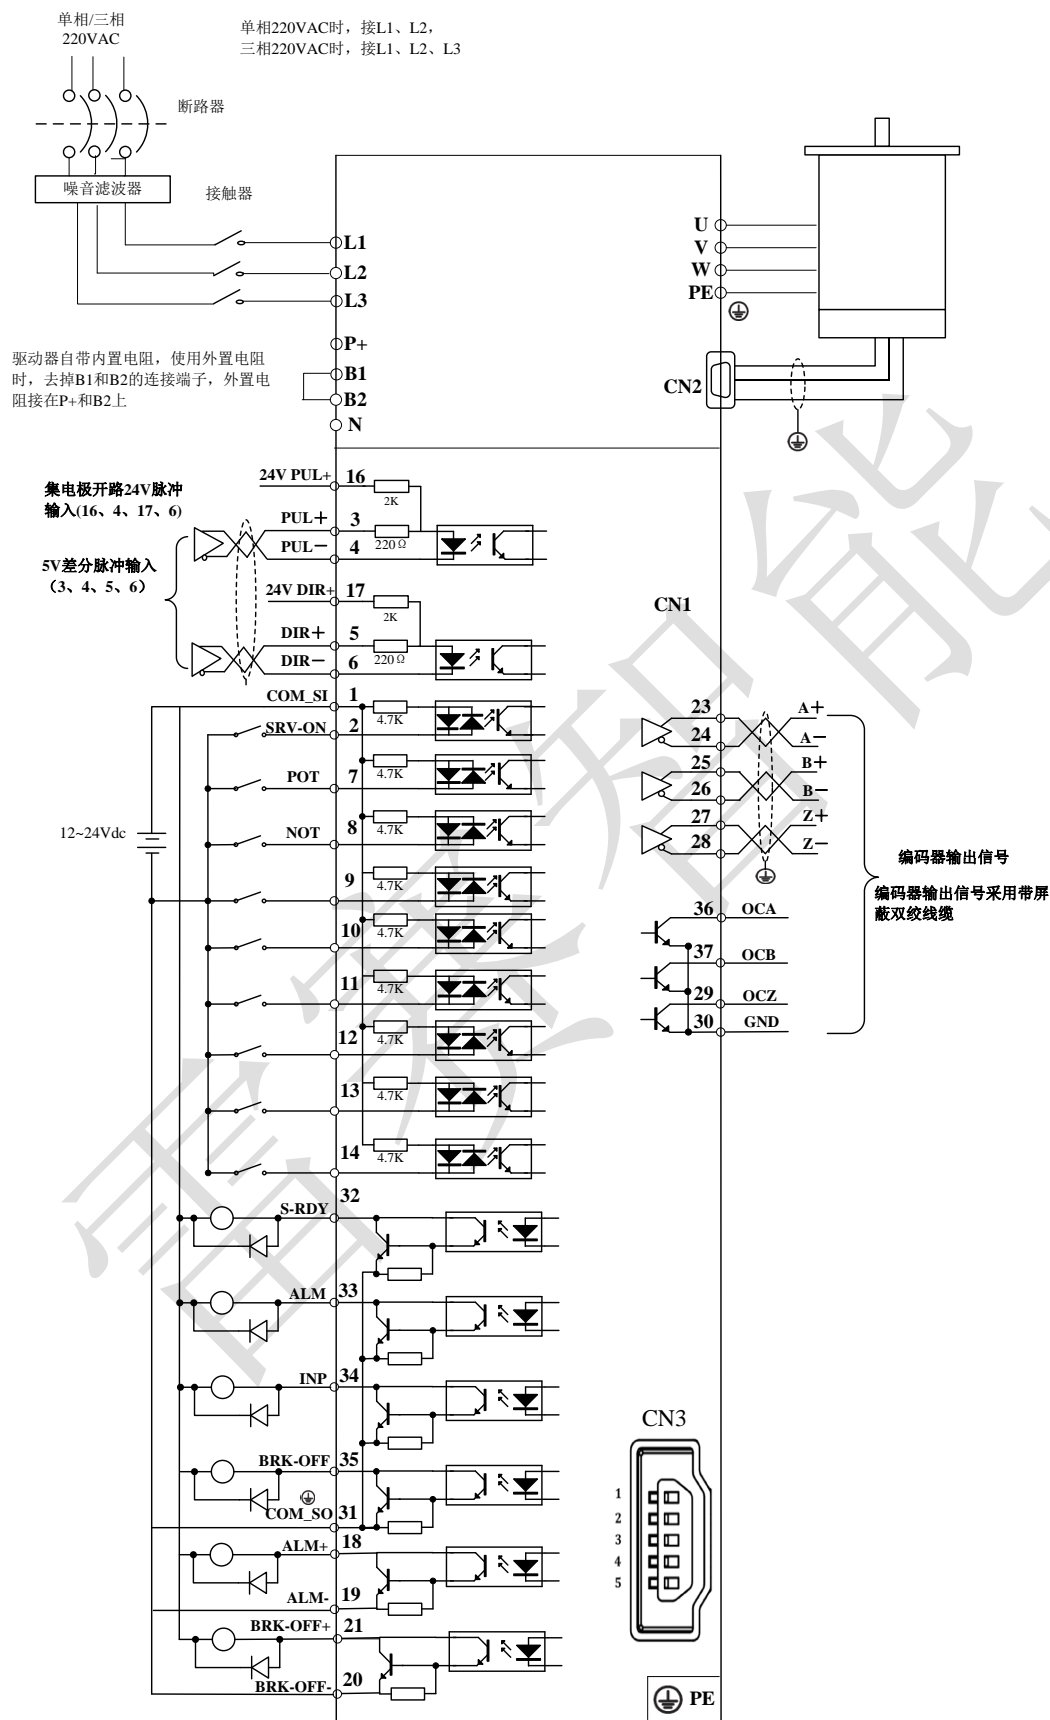 单相/三相
220VAC
单相220VAC时，接L1、L2，
三相220VAC时，接L1、L2、L3
断路器
噪音滤波器
接触器
L1
L2
L3
P+
B1
B2
N
驱动器自带内置电阻，使用外置电阻
时，去掉B1和B2的连接端子，外置电
阻接在P+和B2上
U
V
W
PE
CN2
集电极开路24V脉冲
输入(16、4、17、6)
5V差分脉冲输入
（3、4、5、6）
24V PUL+ 16
2K
PUL+ 3
PUL- 4
220Ω
24V DIR+ 17
2K
DIR+ 5
DIR- 6
220Ω
COM_SI 1
4.7K
SRV-ON 2
POT 7
4.7K
NOT 8
4.7K
12~24Vdc
9
4.7K
10
4.7K
11
4.7K
12
4.7K
13
4.7K
14
4.7K
S-RDY 32
ALM 33
INP 34
BRK-OFF 35
COM_SO 31
ALM+ 18
ALM- 19
BRK-OFF+ 21
BRK-OFF- 20
CN1
23 A+
24 A-
25 B+
26 B-
27 Z+
28 Z-
36 OCA
37 OCB
29 OCZ
30 GND
编码器输出信号
编码器输出信号采用带屏
蔽双绞线缆
CN3
1
2
3
4
5
PE
雷赛智能